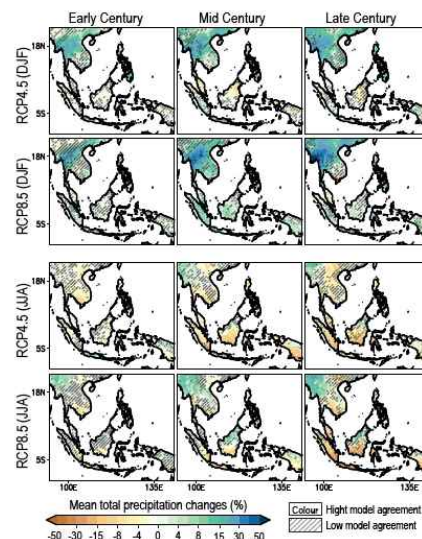 Early Century Mid Century Late Century
RCP4.5 (DJF)
18N
5S
RCP8.5 (DJF)
18N
5S
RCP4.5 (JJA)
18N
5S
RCP8.5 (JJA)
18N
5S
100E 135E 100E 135E 100E 135E
Mean total precipitation changes (%)
-50 -30 -15 -8 -4 0 4 8 15 30 50
Colour Hight model agreement
Low model agreement